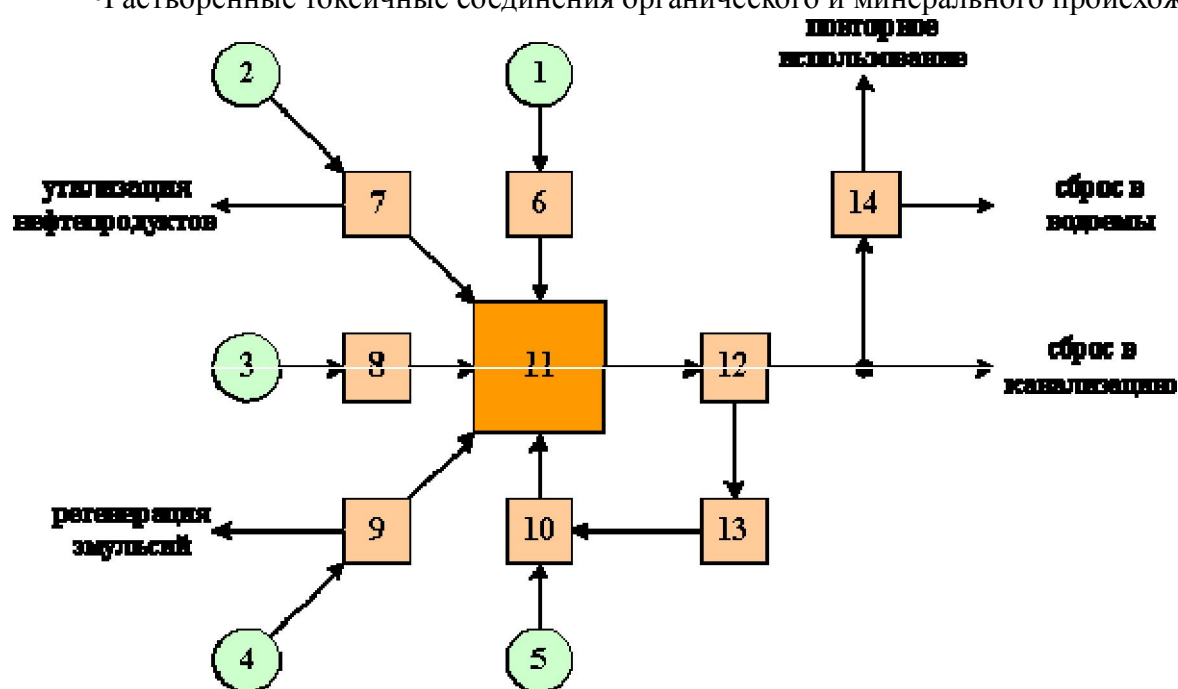 Растворенные токсичные соединения органического и минерального происхож
повторное
использование
2
1
утилизация
нефтепродуктов
7
6
14
сброс в
водоемы
3
8
11
12
сброс в
канализацию
регенерация
эмульсий
9
10
13
4
5